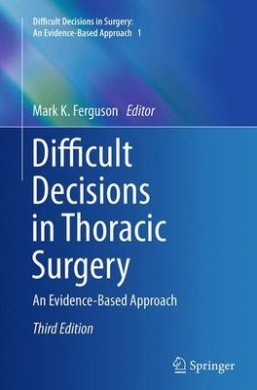 Difficult Decisions in Surgery:
An Evidence-Based Approach 1
Mark K. Ferguson Editor
Difficult
Decisions
in Thoracic
Surgery
An Evidence-Based Approach
Third Edition
Springer